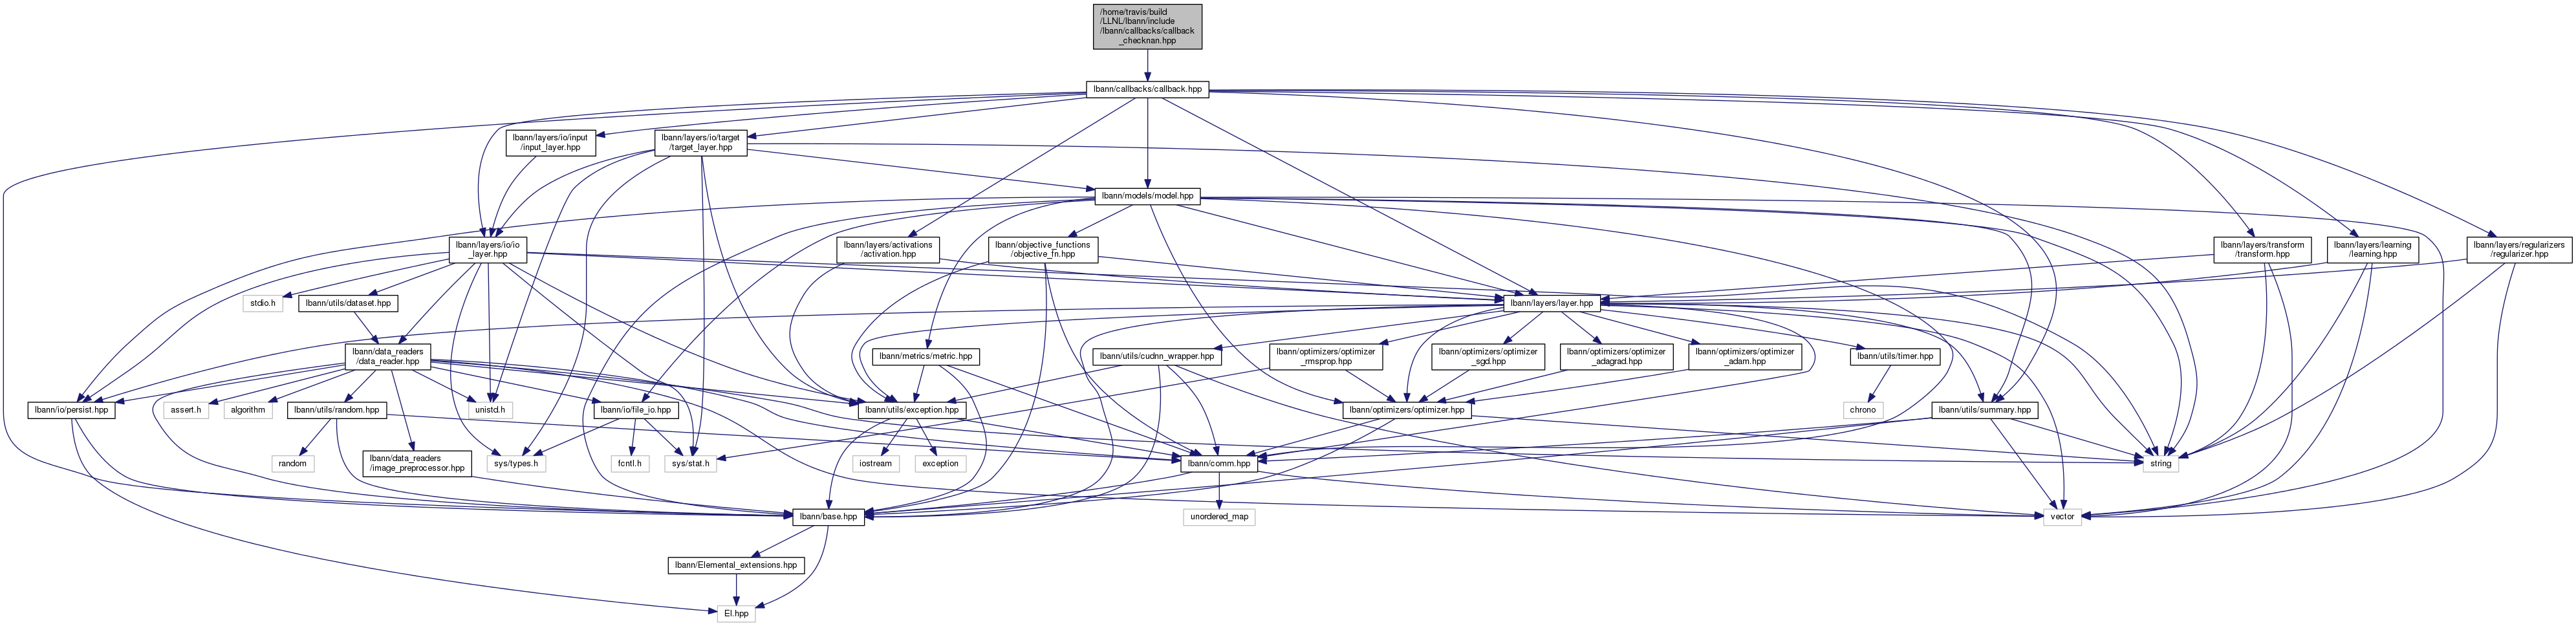 /home/travis/build
/LLNL/lbann/include
/lbann/callbacks/callback
_checknan.hpp
lbann/callbacks/callback.hpp
lbann/layers/io/input
/input_layer.hpp
lbann/layers/io/target
/target_layer.hpp
lbann/models/model.hpp
lbann/layers/io/io
_layer.hpp
lbann/layers/activations
/activation.hpp
lbann/objective_functions
/objective_fn.hpp
lbann/layers/transform
/transform.hpp
lbann/layers/learning
/learning.hpp
lbann/layers/regularizers
/regularizer.hpp
stdio.h
lbann/utils/dataset.hpp
lbann/layers/layer.hpp
lbann/data_readers
/data_reader.hpp
lbann/metrics/metric.hpp
lbann/utils/cudnn_wrapper.hpp
lbann/optimizers/optimizer
_rmsprop.hpp
lbann/optimizers/optimizer
_sgd.hpp
lbann/optimizers/optimizer
_adagrad.hpp
lbann/optimizers/optimizer
_adam.hpp
lbann/utils/timer.hpp
lbann/io/persist.hpp
assert.h
algorithm
lbann/utils/random.hpp
unistd.h
lbann/io/file_io.hpp
lbann/utils/exception.hpp
lbann/optimizers/optimizer.hpp
chrono
lbann/utils/summary.hpp
random
lbann/data_readers
/image_preprocessor.hpp
sys/types.h
fcntl.h
sys/stat.h
iostream
exception
lbann/comm.hpp
string
lbann/base.hpp
unordered_map
vector
lbann/Elemental_extensions.hpp
El.hpp